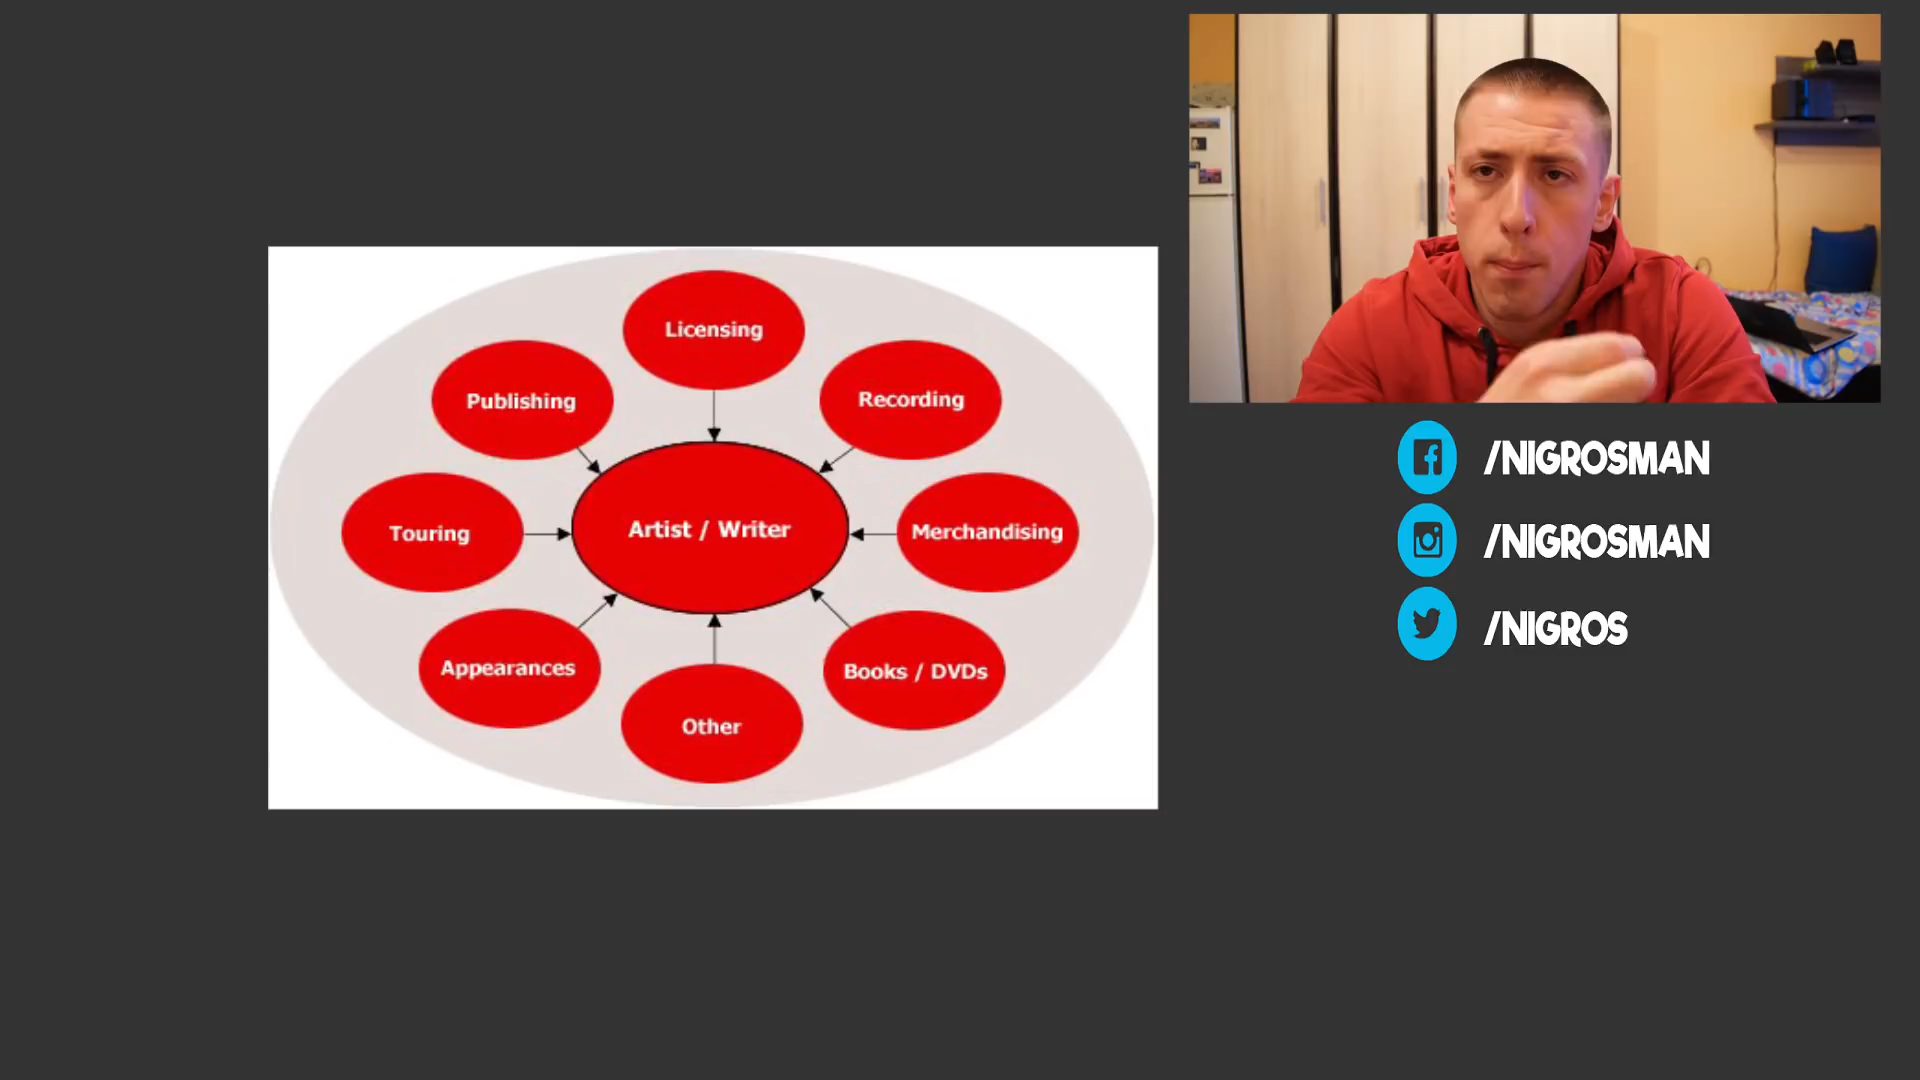 Licensing
Publishing
Recording
Touring
Artist / Writer
Merchandising
Appearances
Books / DVDs
Other
/NIGROSMAN
/NIGROSMAN
/NIGROS